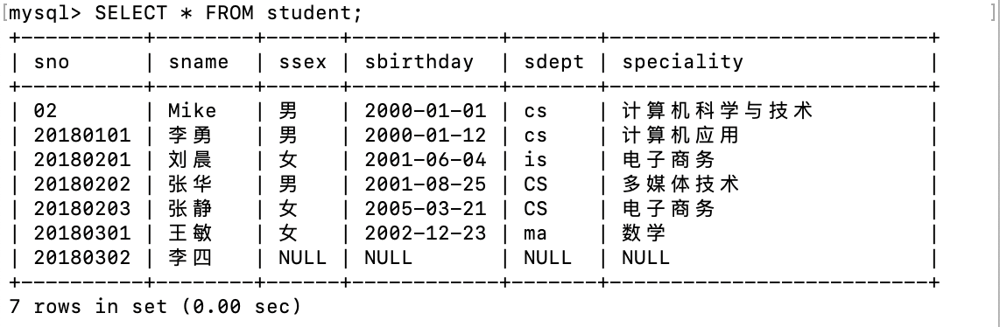 mysql> SELECT * FROM student;
+-----------+---------+------+------------+-------+----------------------------+
| sno | sname | ssex | sbirthday | sdept | speciality |
+-----------+---------+------+------------+-------+----------------------------+
| 02 | Mike | 男 | 2000-01-01 | cs | 计算机科学与技术 |
| 20180101 | 李勇 | 男 | 2000-01-12 | cs | 计算机应用 |
| 20180201 | 刘晨 | 女 | 2001-06-04 | is | 电子商务 |
| 20180202 | 张华 | 男 | 2001-08-25 | CS | 多媒体技术 |
| 20180203 | 张静 | 女 | 2005-03-21 | CS | 电子商务 |
| 20180301 | 王敏 | 女 | 2002-12-23 | ma | 数学 |
| 20180302 | 李四 | NULL | NULL | NULL | NULL |
+-----------+---------+------+------------+-------+----------------------------+
7 rows in set (0.00 sec)